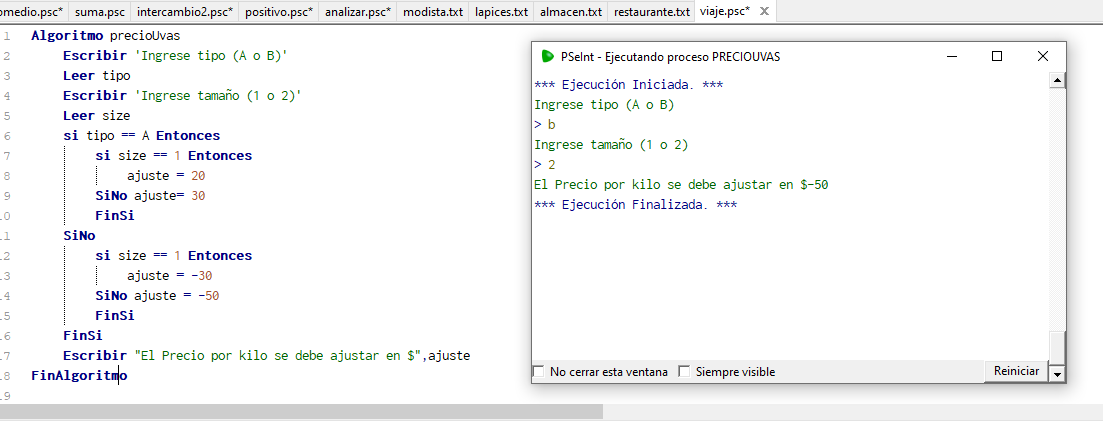 omedio.psc* suma.psc intercambio2.psc* positivo.psc* analizar.psc* modista.txt lapices.txt almacen.txt restaurante.txt viaje.psc*
1 Algoritmo precioUvas
2 Escribir 'Ingrese tipo (A o B)'
3 Leer tipo
4 Escribir 'Ingrese tamaño (1 o 2)'
5 Leer size
6 si tipo == A Entonces
7 si size == 1 Entonces
8 ajuste = 20
9 SiNo ajuste= 30
10 FinSi
11 SiNo
12 si size == 1 Entonces
13 ajuste = -30
14 SiNo ajuste = -50
15 FinSi
16 FinSi
17 Escribir "El Precio por kilo se debe ajustar en $",ajuste
18 FinAlgoritmo
19
PSeInt - Ejecutando proceso PRECIOUVAS
*** Ejecución Iniciada. ***
Ingrese tipo (A o B)
> b
Ingrese tamaño (1 o 2)
> 2
El Precio por kilo se debe ajustar en $-50
*** Ejecución Finalizada. ***
No cerrar esta ventana Siempre visible Reiniciar